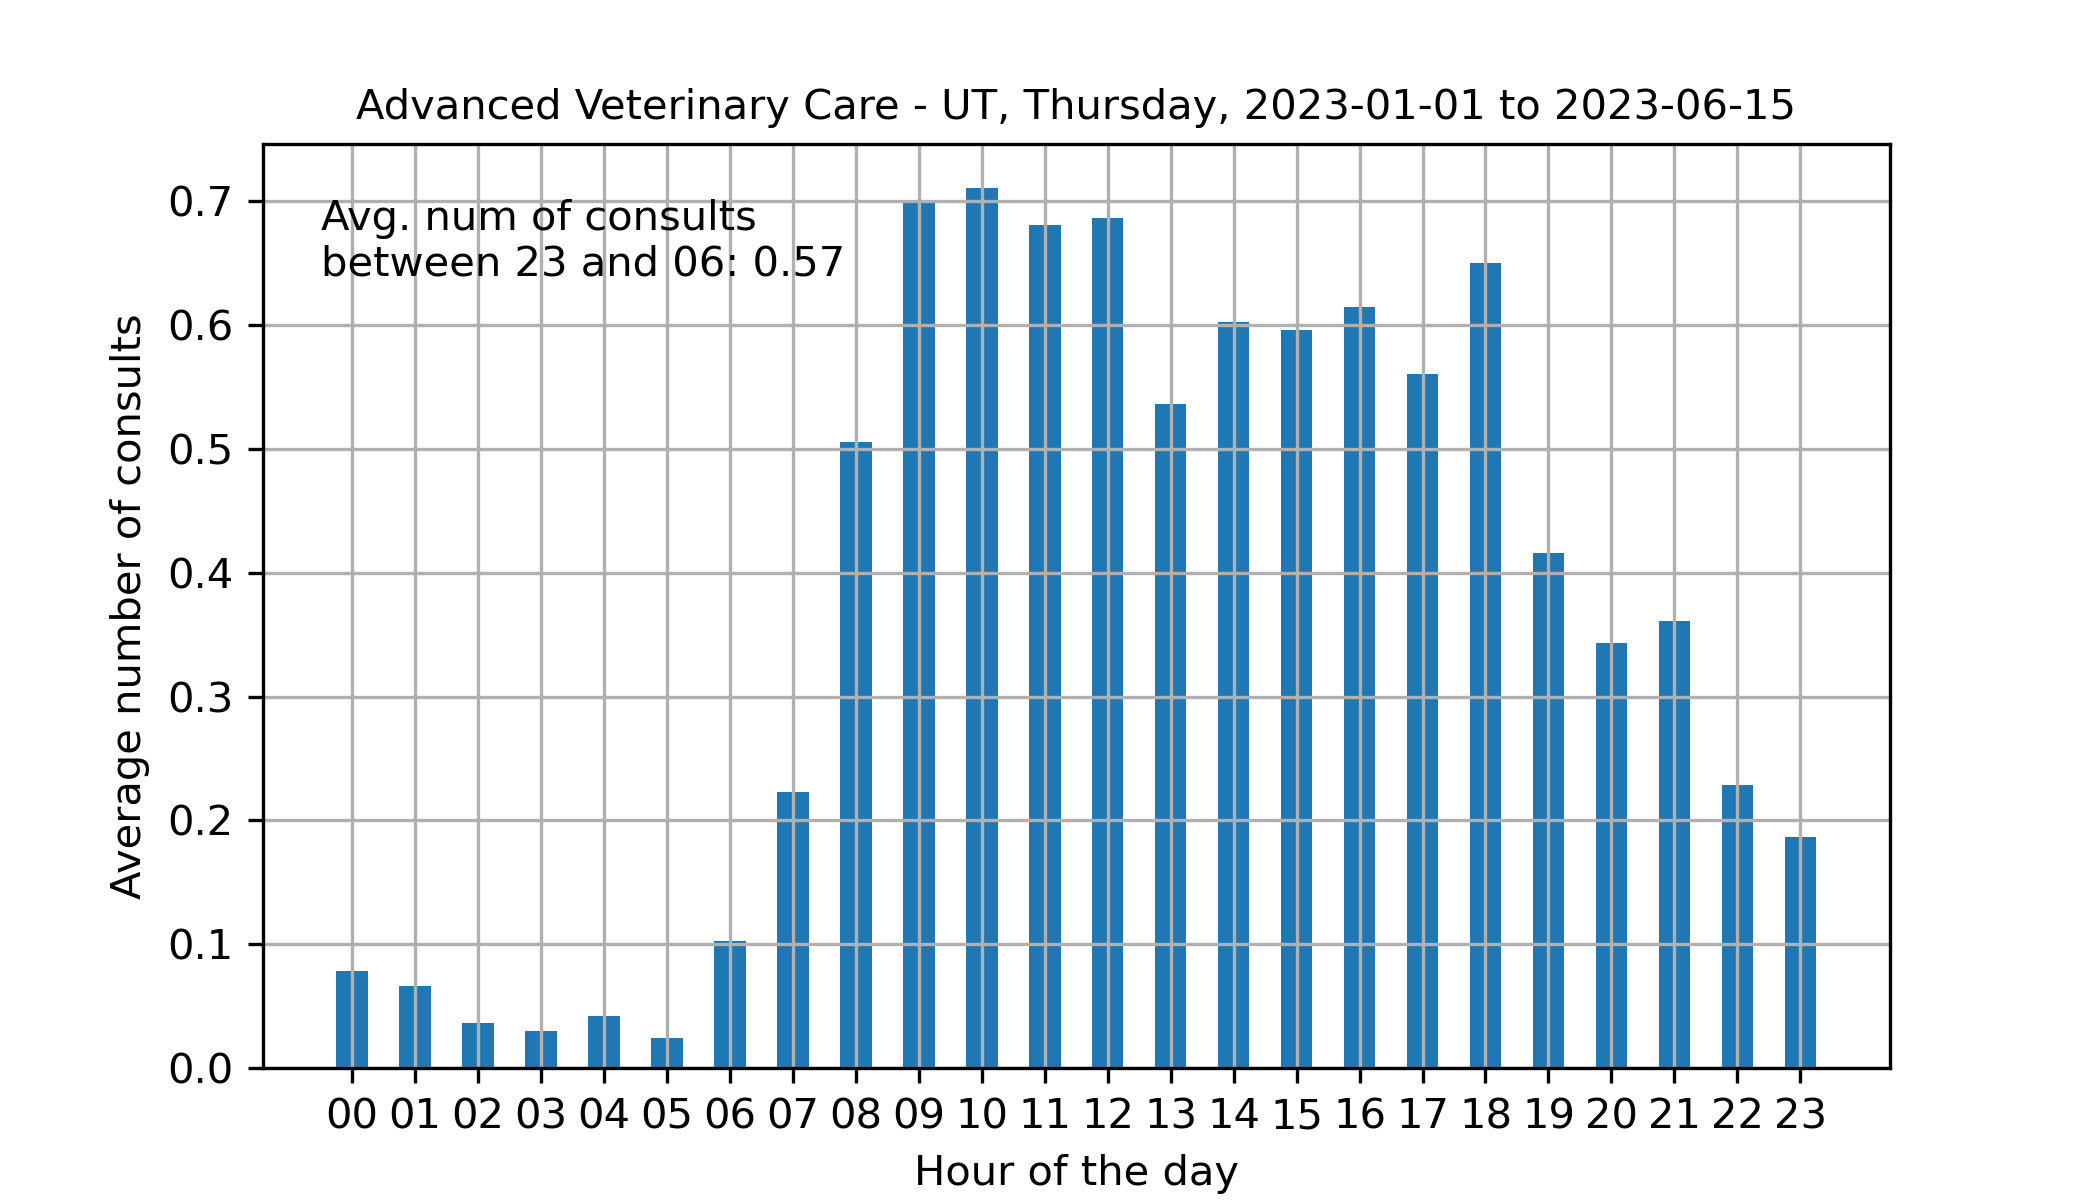 Advanced Veterinary Care - UT, Thursday, 2023-01-01 to 2023-06-15
Avg. num of consults
between 23 and 06: 0.57
Average number of consults
0.7
0.6
0.5
0.4
0.3
0.2
0.1
0.0
00 01 02 03 04 05 06 07 08 09 10 11 12 13 14 15 16 17 18 19 20 21 22 23
Hour of the day